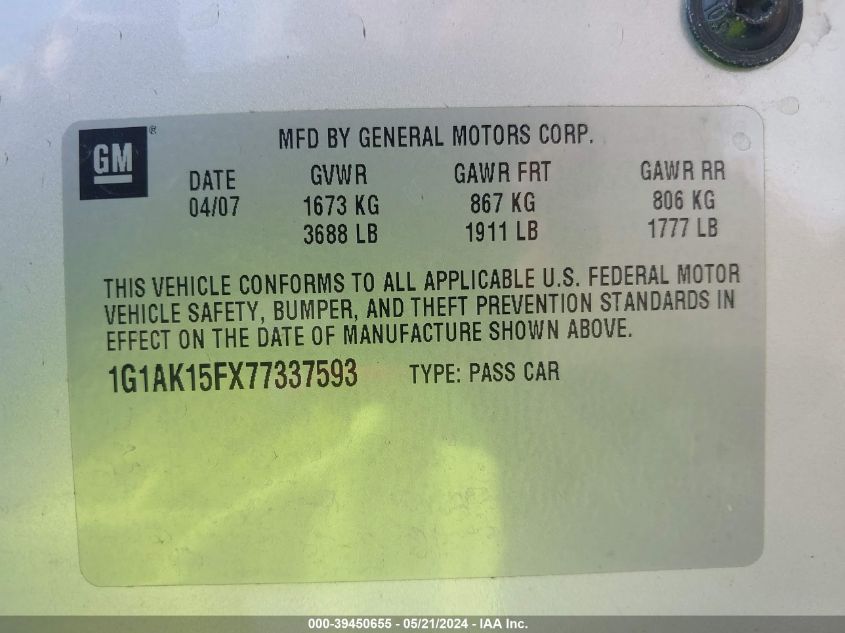 GM ®
MFD BY GENERAL MOTORS CORP.
DATE GVWR GAWR FRT GAWR RR
04/07 1673 KG 867 KG 806 KG
3688 LB 1911 LB 1777 LB
THIS VEHICLE CONFORMS TO ALL APPLICABLE U.S. FEDERAL MOTOR
VEHICLE SAFETY, BUMPER, AND THEFT PREVENTION STANDARDS IN
EFFECT ON THE DATE OF MANUFACTURE SHOWN ABOVE.
1G1AK15FX77337593 TYPE: PASS CAR
000-39450655 - 05/21/2024 - IAA Inc.